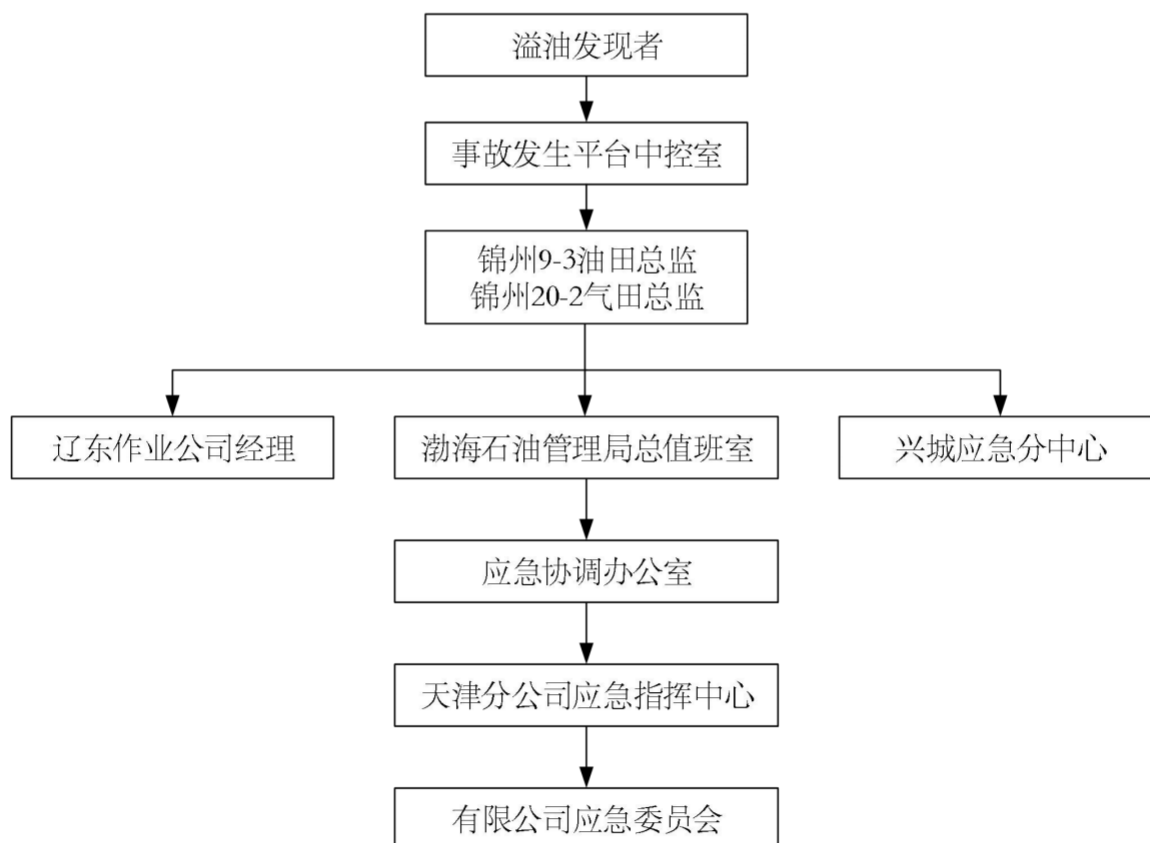 溢油发现者
事故发生平台中控室
锦州9-3油田总监
锦州20-2气田总监
辽东作业公司经理
渤海石油管理局总值班室
兴城应急分中心
应急协调办公室
天津分公司应急指挥中心
有限公司应急委员会